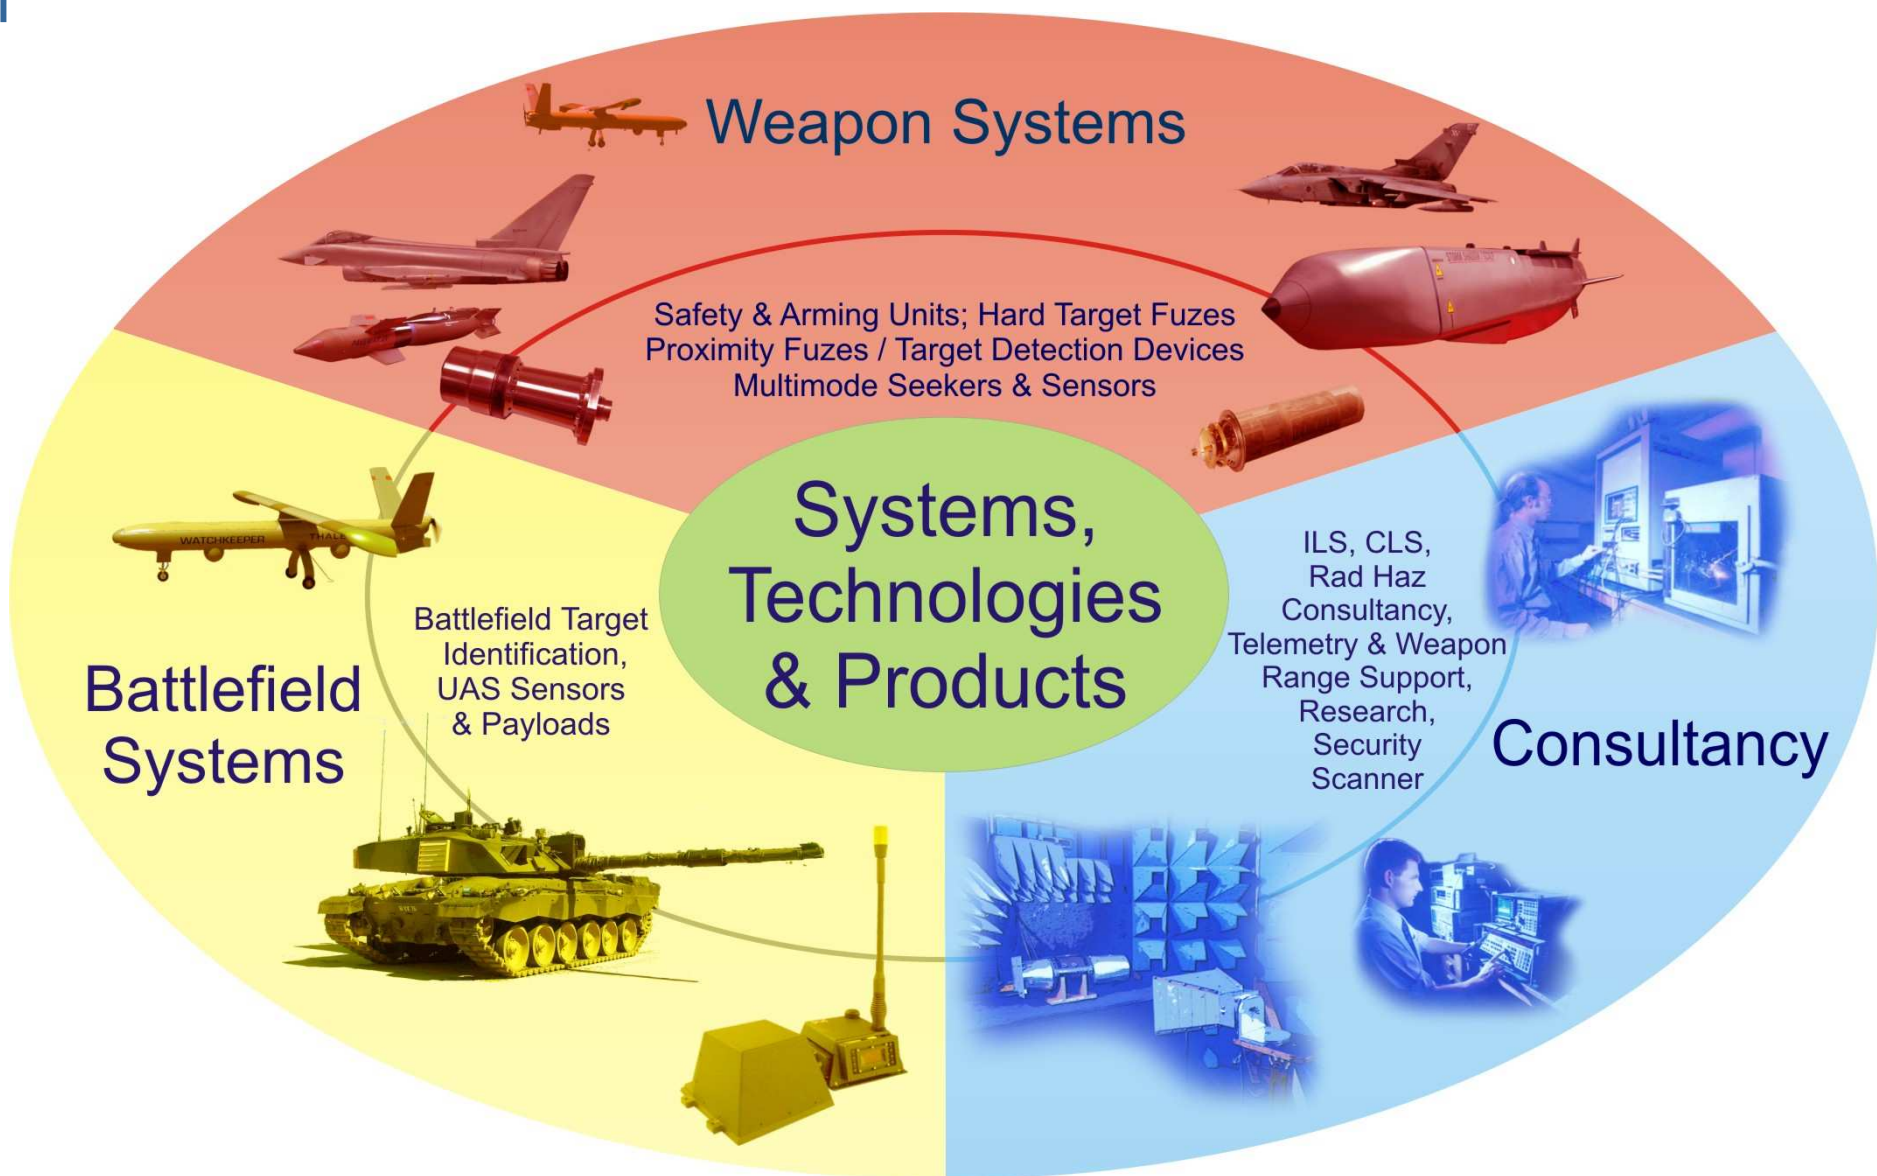 Weapon Systems
Safety & Arming Units; Hard Target Fuzes
Proximity Fuzes / Target Detection Devices
Multimode Seekers & Sensors
Systems,
Technologies
& Products
WATCHKEEPER
THALE
Battlefield Target
Identification,
UAS Sensors
& Payloads
Battlefield
Systems
ILS, CLS,
Rad Haz
Consultancy,
Telemetry & Weapon
Range Support,
Research,
Security
Scanner
Consultancy